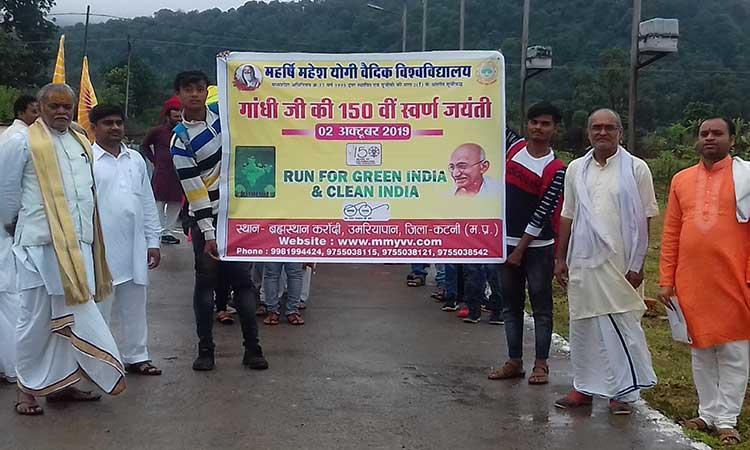 महर्षि महेश योगी वैदिक विश्वविद्यालय
गांधी जी की 150 वीं स्वर्ण जयंती
02 अक्टूबर 2019
RUN FOR GREEN INDIA
& CLEAN INDIA
स्थान- ब्रह्मस्थान करौंदी, उमरियापान, जिला-कटनी (म.प्र.)
Website : www.mmyvv.com
Phone : 9981994424, 9755038115, 9755038121, 9755038542